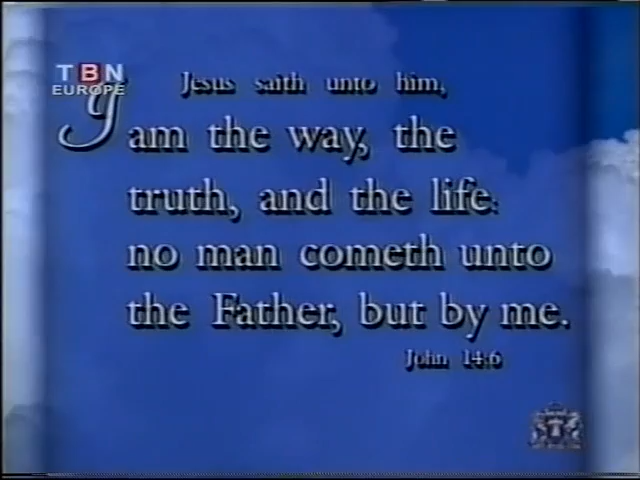 TBN
EUROPE
Jesus saith unto him,
I am the way, the
truth, and the life:
no man cometh unto
the Father, but by me.
John 14:6